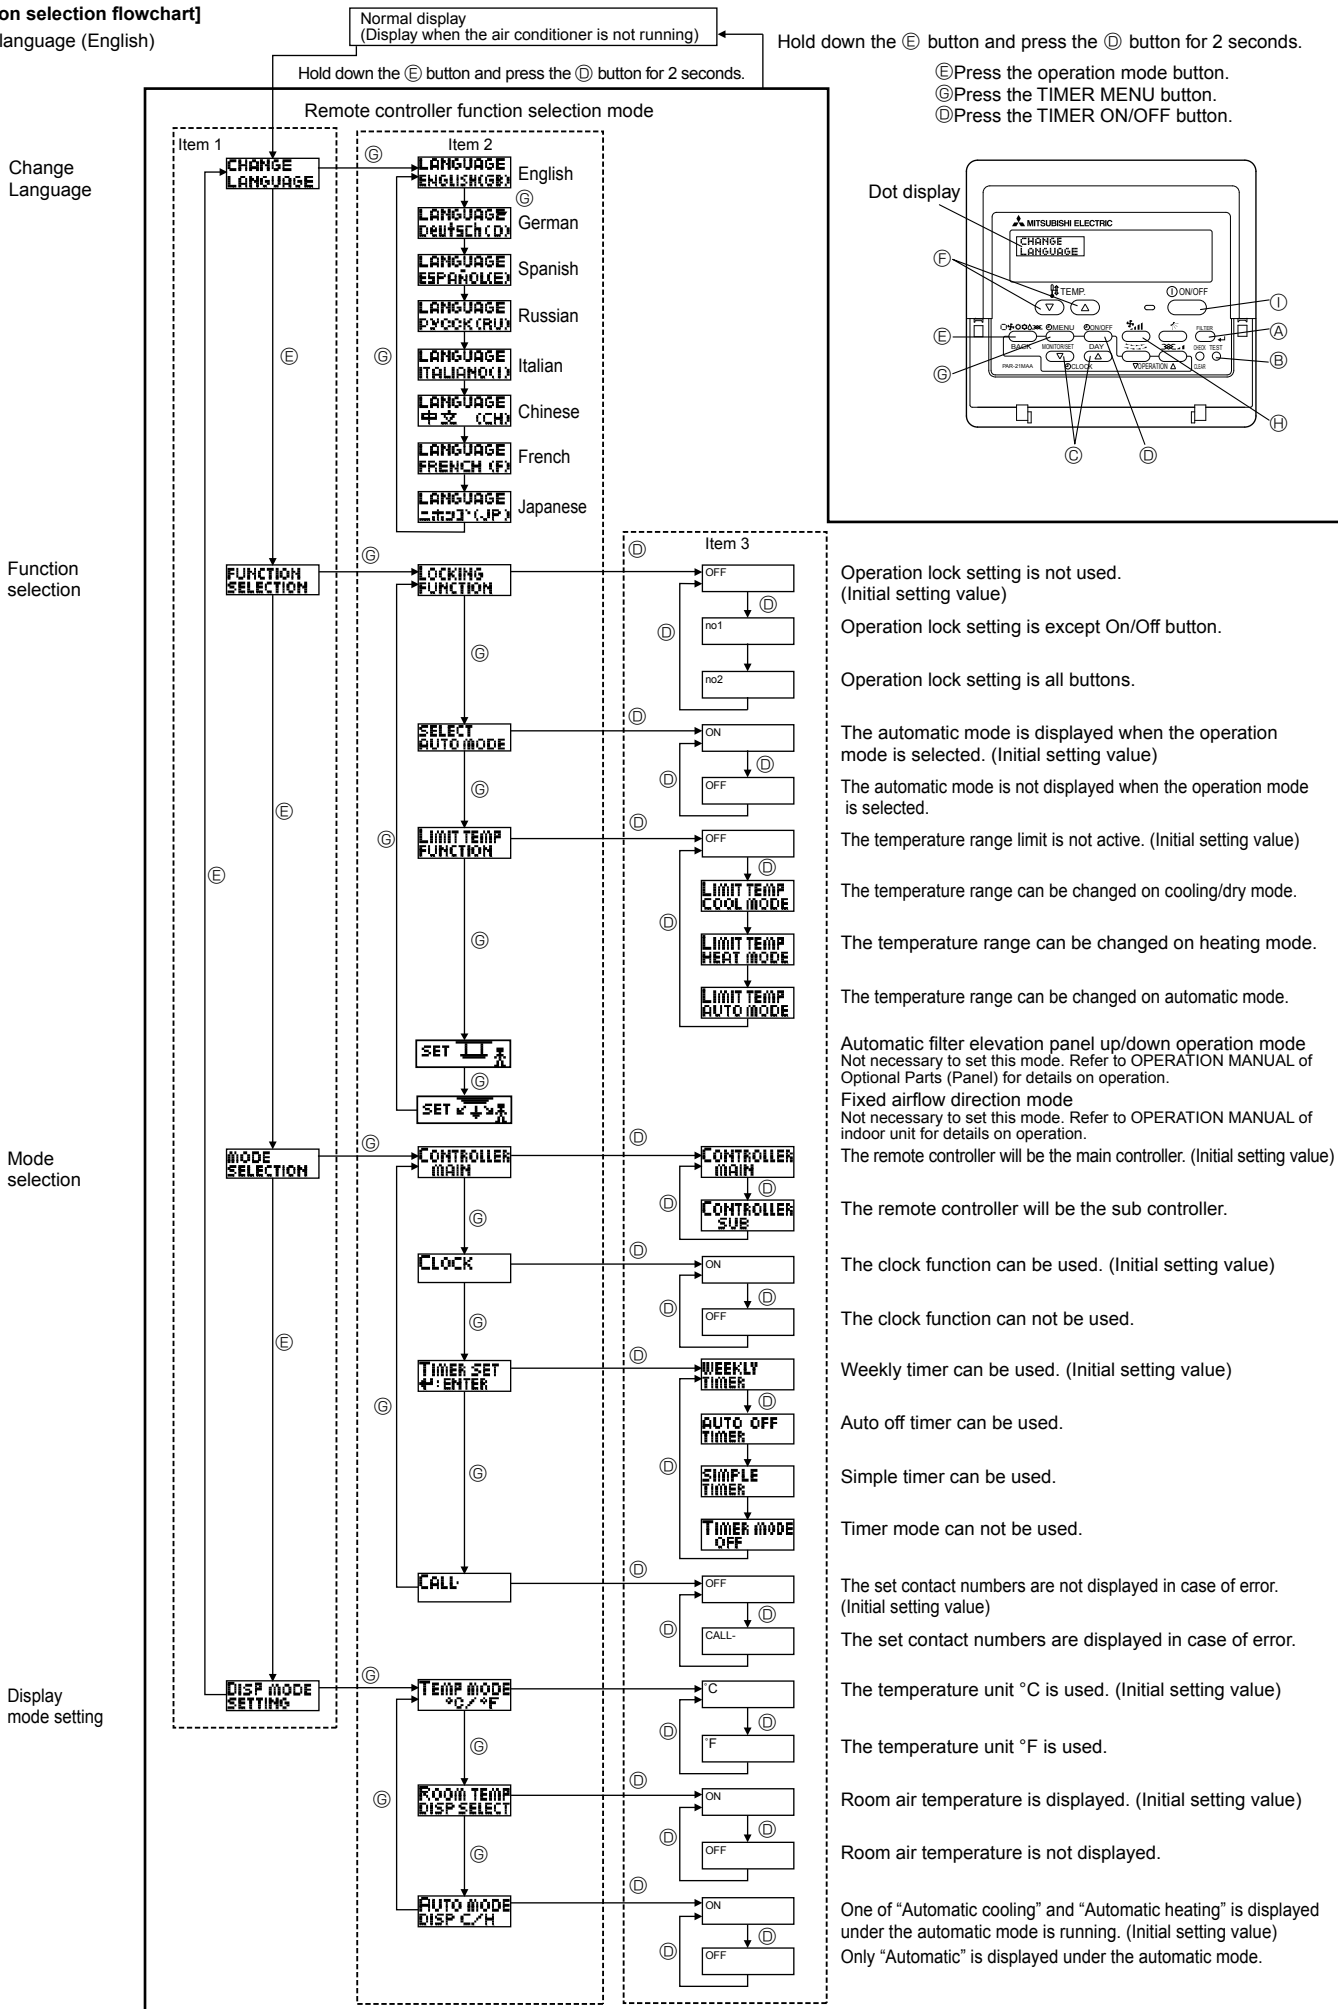 on selection flowchart]
language (English)
Normal display
(Display when the air conditioner is not running)
Hold down the Ⓔ button and press the Ⓓ button for 2 seconds.
Hold down the Ⓔ button and press the Ⓓ button for 2 seconds.
ⒺPress the operation mode button.
ⒼPress the TIMER MENU button.
ⒹPress the TIMER ON/OFF button.
Remote controller function selection mode
Item 1
Item 2
Change
Language
CHANGE
LANGUAGE
Ⓖ
LANGUAGE
ENGLISH(GB)
English
Ⓖ
LANGUAGE
Deutsch(D)
German
LANGUAGE
ESPAÑOL(E)
Spanish
LANGUAGE
РУССК(RU)
Russian
Ⓔ
Ⓖ
LANGUAGE
ITALIANO(I)
Italian
LANGUAGE
中文 (CH)
Chinese
LANGUAGE
FRENCH (F)
French
LANGUAGE
ニホンゴ(JP)
Japanese
Dot display
MITSUBISHI ELECTRIC
CHANGE
LANGUAGE
Ⓕ
TEMP.
ON/OFF
Ⓘ
Ⓔ
MENU
ON/OFF
FILTER
Ⓐ
BACK
MONITOR/SET
DAY
CHECK
TEST
Ⓑ
PAR-21MAA
CLOCK
▽OPERATION △
CLEAR
Ⓖ
Ⓗ
Ⓒ
Ⓓ
Item 3
Function
selection
FUNCTION
SELECTION
Ⓖ
LOCKING
FUNCTION
Ⓓ
OFF
Operation lock setting is not used.
(Initial setting value)
Ⓓ
Ⓓ
no1
Operation lock setting is except On/Off button.
Ⓖ
no2
Operation lock setting is all buttons.
SELECT
AUTO MODE
Ⓓ
ON
The automatic mode is displayed when the operation
mode is selected. (Initial setting value)
Ⓓ
Ⓓ
Ⓖ
OFF
The automatic mode is not displayed when the operation mode
is selected.
Ⓔ
Ⓖ
LIMIT TEMP
FUNCTION
Ⓓ
OFF
The temperature range limit is not active. (Initial setting value)
Ⓓ
Ⓔ
LIMIT TEMP
COOL MODE
The temperature range can be changed on cooling/dry mode.
Ⓓ
Ⓖ
LIMIT TEMP
HEAT MODE
The temperature range can be changed on heating mode.
LIMIT TEMP
AUTO MODE
The temperature range can be changed on automatic mode.
SET
Automatic filter elevation panel up/down operation mode
Not necessary to set this mode. Refer to OPERATION MANUAL of
Optional Parts (Panel) for details on operation.
Ⓖ
SET
Fixed airflow direction mode
Not necessary to set this mode. Refer to OPERATION MANUAL of
indoor unit for details on operation.
Mode
selection
MODE
SELECTION
Ⓖ
CONTROLLER
MAIN
Ⓓ
CONTROLLER
MAIN
The remote controller will be the main controller. (Initial setting value)
Ⓓ
Ⓓ
Ⓖ
CONTROLLER
SUB
The remote controller will be the sub controller.
CLOCK
Ⓓ
ON
The clock function can be used. (Initial setting value)
Ⓓ
Ⓓ
Ⓖ
OFF
The clock function can not be used.
Ⓔ
TIMER SET
↵:ENTER
Ⓓ
WEEKLY
TIMER
Weekly timer can be used. (Initial setting value)
Ⓖ
Ⓓ
AUTO OFF
TIMER
Auto off timer can be used.
Ⓖ
Ⓓ
SIMPLE
TIMER
Simple timer can be used.
TIMER MODE
OFF
Timer mode can not be used.
CALL-
Ⓓ
OFF
The set contact numbers are not displayed in case of error.
(Initial setting value)
Ⓓ
Ⓓ
CALL-
The set contact numbers are displayed in case of error.
Display
mode setting
DISP MODE
SETTING
Ⓖ
TEMP MODE
°C/°F
°C
The temperature unit °C is used. (Initial setting value)
Ⓓ
Ⓓ
Ⓖ
°F
The temperature unit °F is used.
Ⓖ
ROOM TEMP
DISP SELECT
Ⓓ
ON
Room air temperature is displayed. (Initial setting value)
Ⓓ
Ⓓ
Ⓖ
OFF
Room air temperature is not displayed.
AUTO MODE
DISP C/H
Ⓓ
ON
One of “Automatic cooling” and “Automatic heating” is displayed
under the automatic mode is running. (Initial setting value)
Ⓓ
Ⓓ
OFF
Only “Automatic” is displayed under the automatic mode.